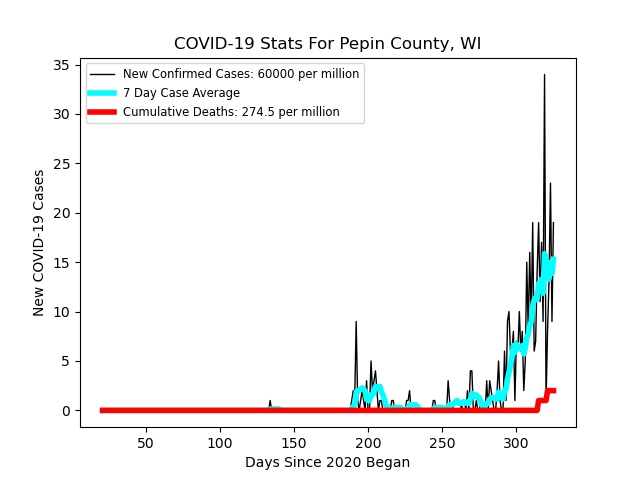 COVID-19 Stats For Pepin County, WI
New Confirmed Cases: 60000 per million
7 Day Case Average
Cumulative Deaths: 274.5 per million
New COVID-19 Cases
35
30
25
20
15
10
5
0
50 100 150 200 250 300
Days Since 2020 Began